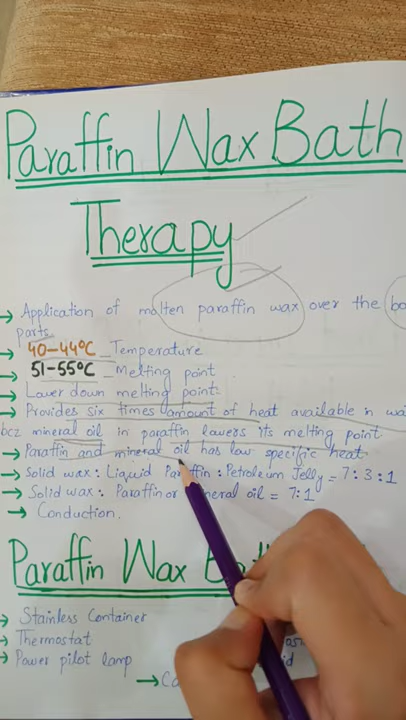 Paraffin Wax Bath
Therapy
→ Application of molten paraffin wax over the
parts.
→ 40-44°C Temperature
→ 51-55°C Melting point
→ Lower down melting point.
→ Provides six times amount of heat available in
bcz mineral oil in paraffin lowers its melting point
→ Paraffin and mineral oil has low specific heat
→ Solid wax: Liquid Paraffin: Petroleum Jelly = 7:3:1
→ Solid wax: Paraffin or mineral oil = 7:1
→ Conduction.
Paraffin Wax
→ Stainless Container
→ Thermostat
→ Power pilot lamp